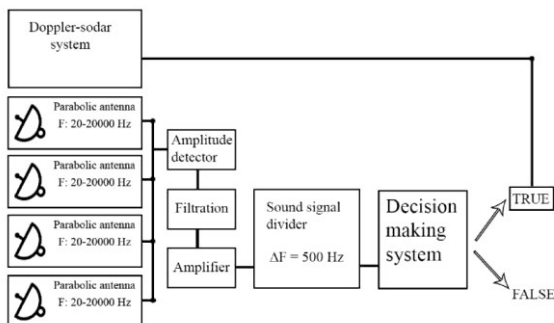 Doppler-sodar
system
Parabolic antenna
F: 20-20000 Hz
Parabolic antenna
F: 20-20000 Hz
Parabolic antenna
F: 20-20000 Hz
Parabolic antenna
F: 20-20000 Hz
Amplitude
detector
Filtration
Amplifier
Sound signal
divider
ΔF = 500 Hz
Decision
making
system
TRUE
FALSE